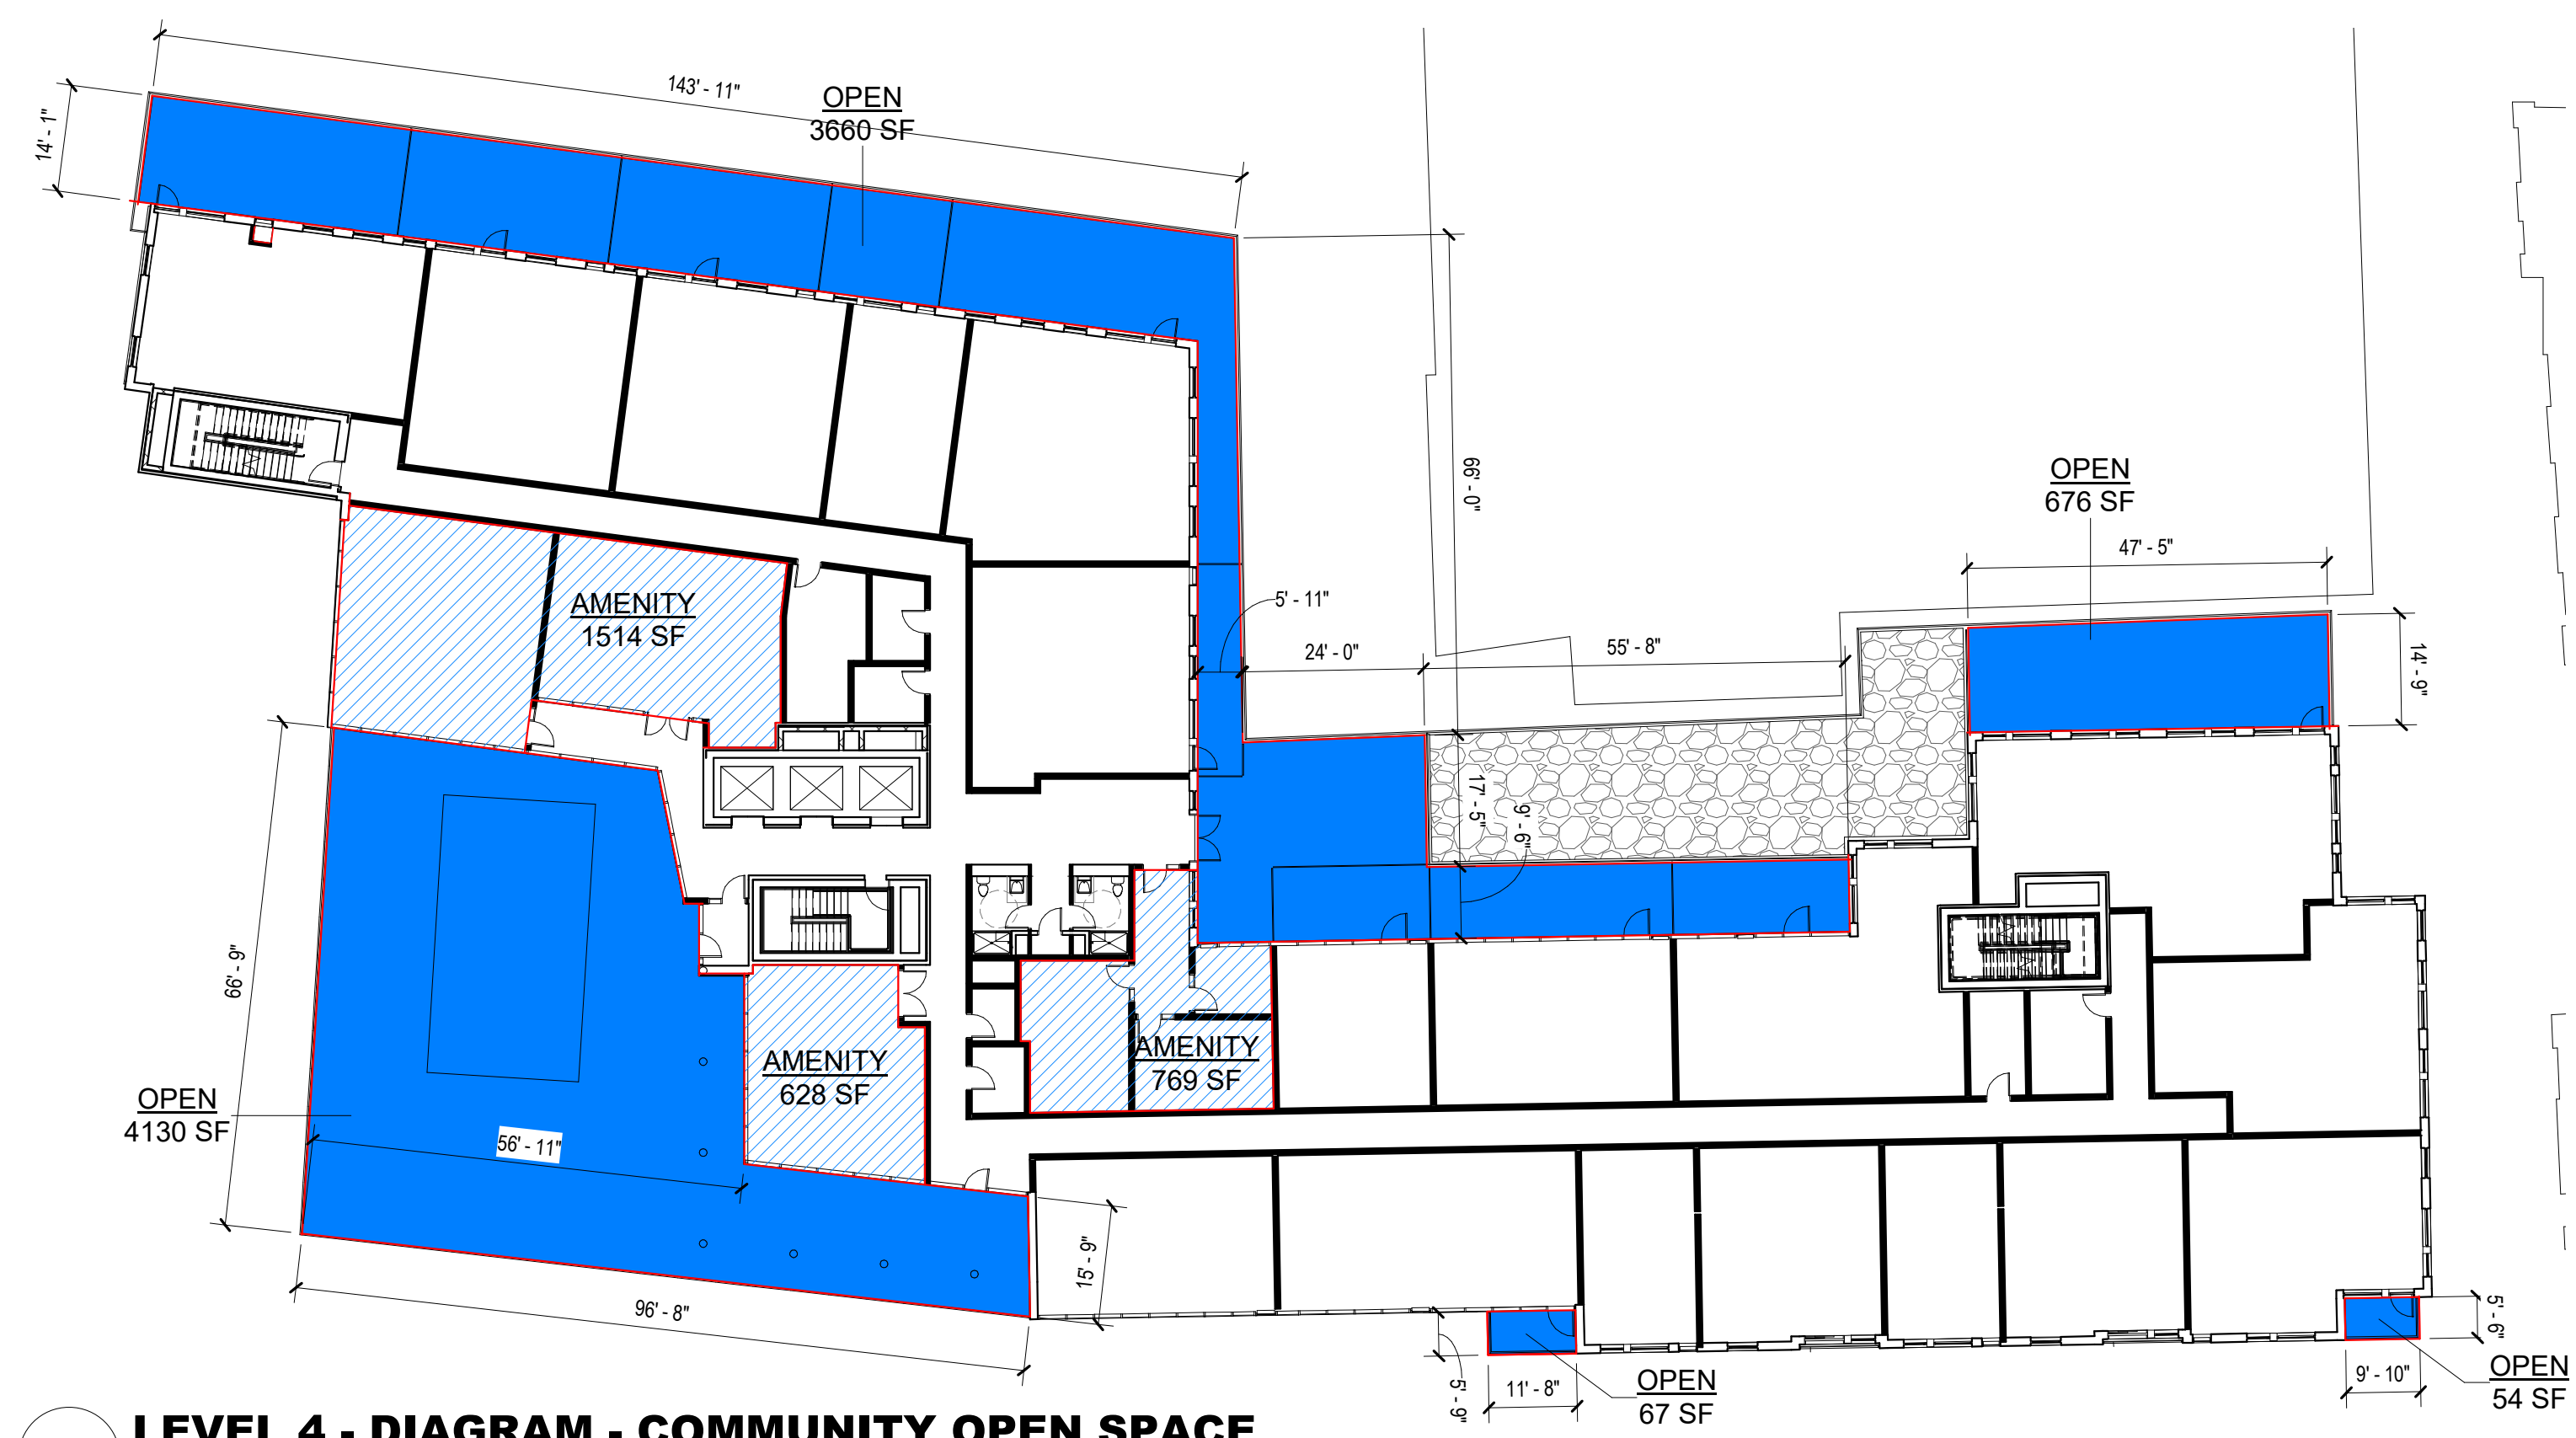 143' - 11"
OPEN
3660 SF
14' - 1"
66' - 0"
OPEN
676 SF
47' - 5"
14' - 9"
AMENITY
1514 SF
5' - 11"
24' - 0"
55' - 8"
17' - 5"
9' - 6"
66' - 9"
OPEN
4130 SF
56' - 11"
AMENITY
628 SF
AMENITY
769 SF
15' - 9"
96' - 8"
5' - 9"
11' - 8"
OPEN
67 SF
5' - 6"
9' - 10"
OPEN
54 SF
LEVEL 4 - DIAGRAM - COMMUNITY OPEN SPACE